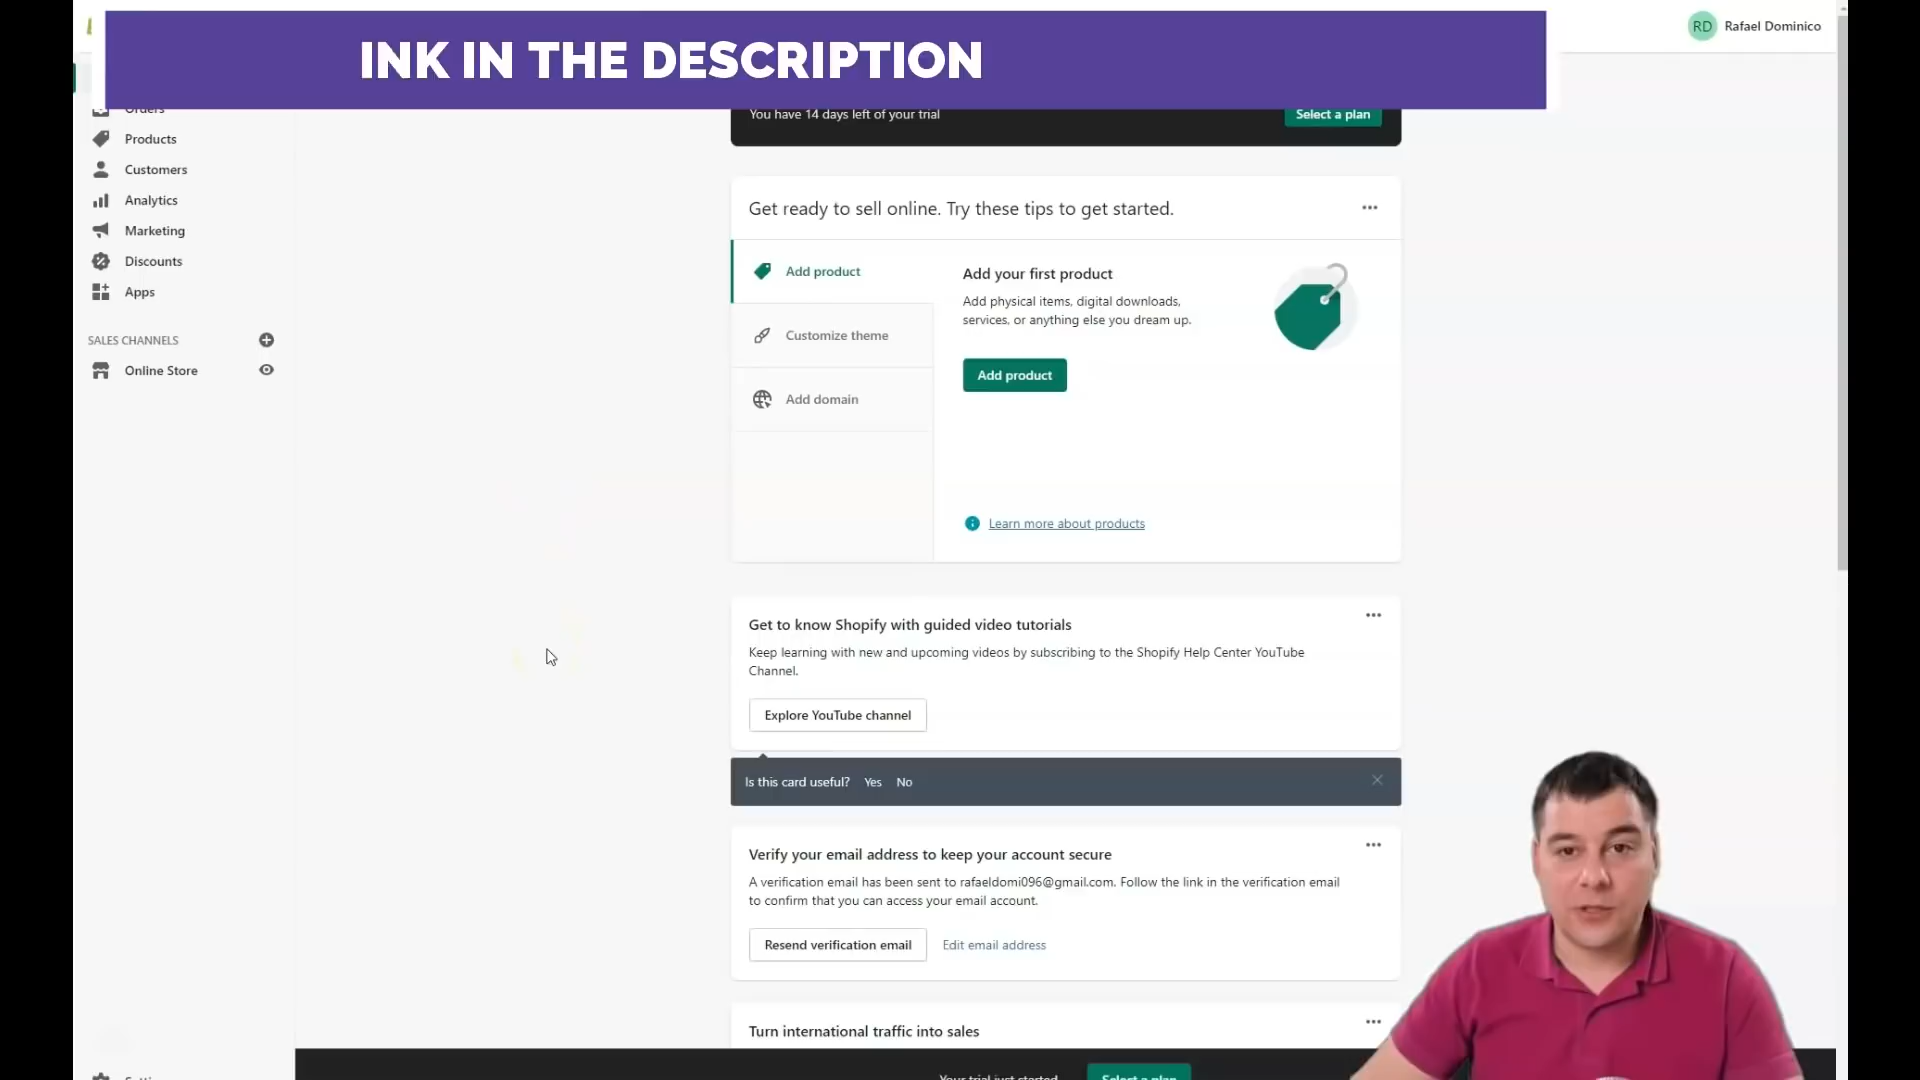 INK IN THE DESCRIPTION
RD Rafael Dominico
Orders
You have 14 days left of your trial
Select a plan
Products
Customers
Analytics
Marketing
Discounts
Apps
SALES CHANNELS
Online Store
Get ready to sell online. Try these tips to get started.
Add product
Customize theme
Add domain
Add your first product
Add physical items, digital downloads,
services, or anything else you dream up.
Add product
Learn more about products
Get to know Shopify with guided video tutorials
Keep learning with new and upcoming videos by subscribing to the Shopify Help Center YouTube
Channel.
Explore YouTube channel
Is this card useful? Yes No
Verify your email address to keep your account secure
A verification email has been sent to rafaeldomi096@gmail.com. Follow the link in the verification email
to confirm that you can access your email account.
Resend verification email Edit email address
Turn international traffic into sales
Your trial just started
Select a plan